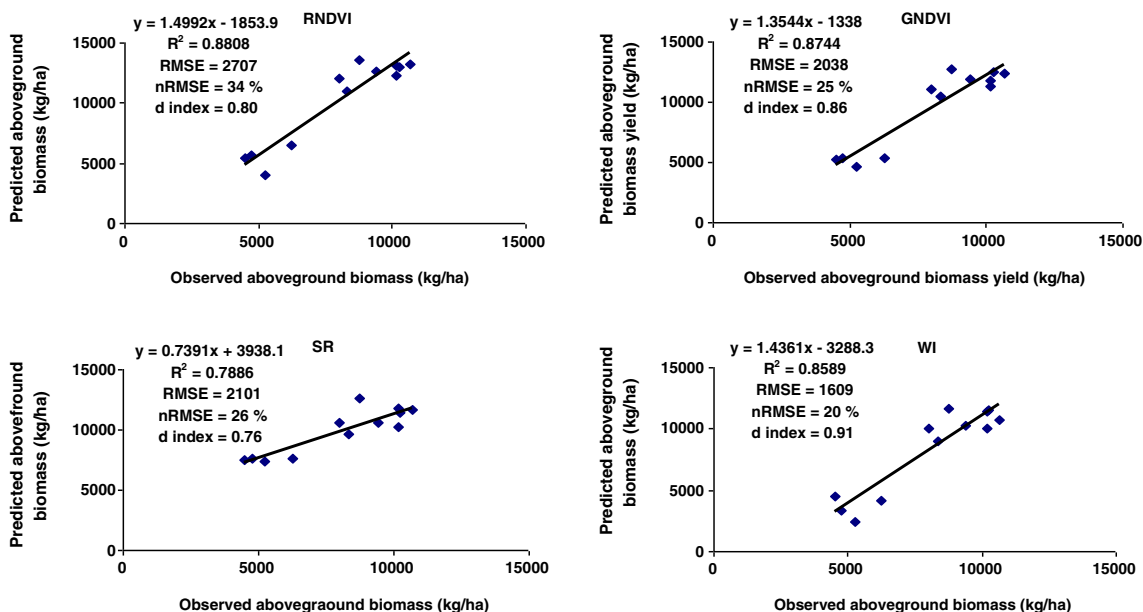 y = 1.4992x - 1853.9 RNDVI
R² = 0.8808
RMSE = 2707
nRMSE = 34 %
d index = 0.80
15000
10000
5000
0
0 5000 10000 15000
Predicted aboveground
biomass (kg/ha)
Observed aboveground biomass (kg/ha)
y = 1.3544x - 1338 GNDVI
R² = 0.8744
RMSE = 2038
nRMSE = 25 %
d index = 0.86
15000
10000
5000
0
0 5000 10000 15000
Predicted aboveground
biomass yield (kg/ha)
Observed aboveground biomass yield (kg/ha)
y = 0.7391x + 3938.1 SR
R² = 0.7886
RMSE = 2101
nRMSE = 26 %
d index = 0.76
15000
10000
5000
0
0 5000 10000 15000
Predicted abovefround
biomass (kg/ha)
Observed abovegraound biomass (kg/ha)
y = 1.4361x - 3288.3 WI
R² = 0.8589
RMSE = 1609
nRMSE = 20 %
d index = 0.91
15000
10000
5000
0
0 5000 10000 15000
Predicted aboveground
biomass (kg/ha)
Observed aboveground biomass (kg/ha)